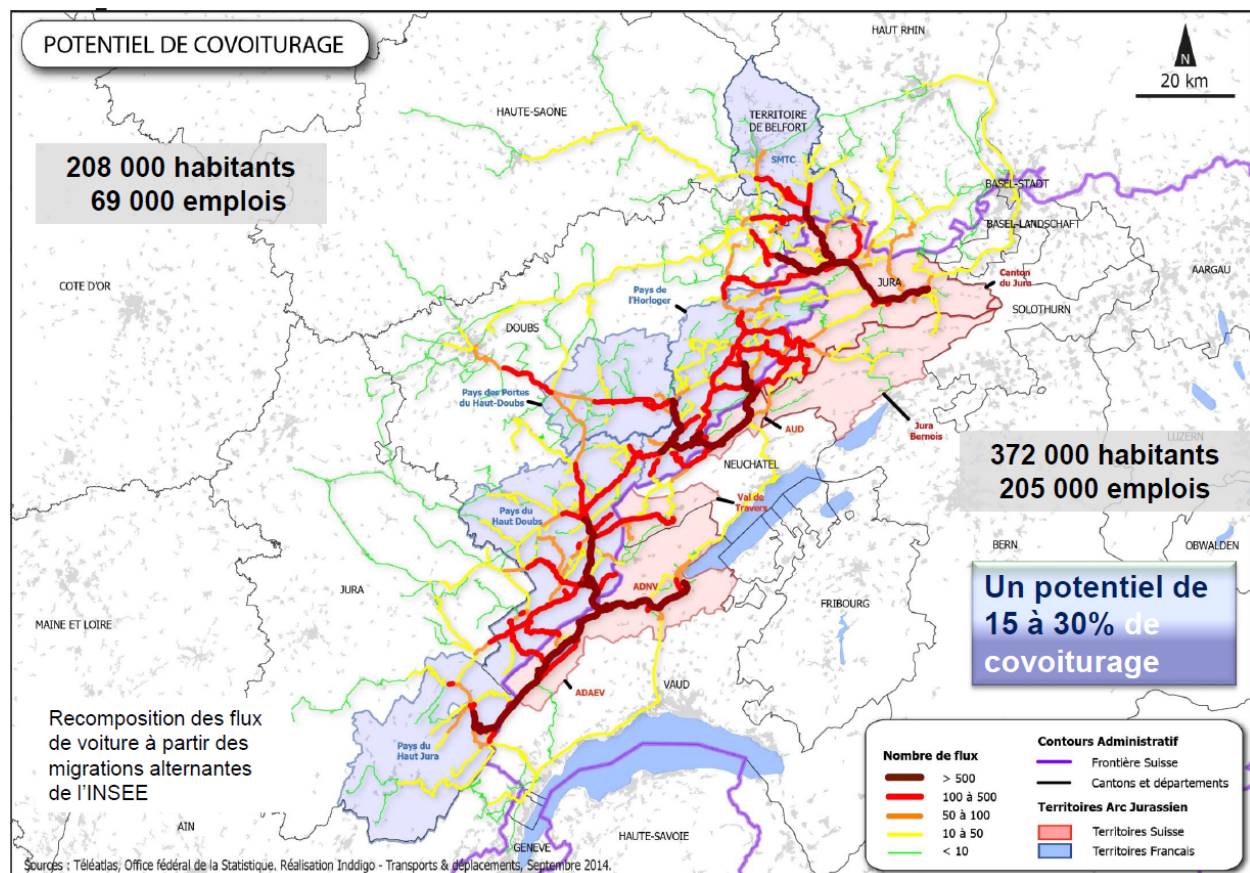 POTENTIEL DE COVOITURAGE
HAUT RHIN
N
20 km
HAUTE-SAONE
TERRITOIRE
DE BELFORT
SMTC
208 000 habitants
69 000 emplois
BASEL-STADT
BASEL-LANDSCHAFT
AARGAU
COTE D'OR
Pays de
l'Horloger
JURA
Canton
du Jura
SOLOTHURN
DOUBS
Pays des Portes
du Haut-Doubs
AUD
Jura
Bernois
LUZERN
NEUCHATEL
372 000 habitants
205 000 emplois
Val de
Travers
Pays du
Haut Doubs
BERN
OBWALDEN
JURA
ADNV
FRIBOURG
Un potentiel de
15 à 30% de
covoiturage
MAINE ET LOIRE
ADAEV
VAUD
Recomposition des flux
de voiture à partir des
migrations alternantes
de l'INSEE
Pays du
Haut Jura
AIN
GENEVE
HAUTE-SAVOIE
Nombre de flux
> 500
100 à 500
50 à 100
10 à 50
< 10
Contours Administratif
Frontière Suisse
Cantons et départements
Territoires Arc Jurassien
Territoires Suisse
Territoires Francais
Sources : Téléatlas, Office fédéral de la Statistique. Réalisation Inddigo - Transports & déplacements, Septembre 2014.